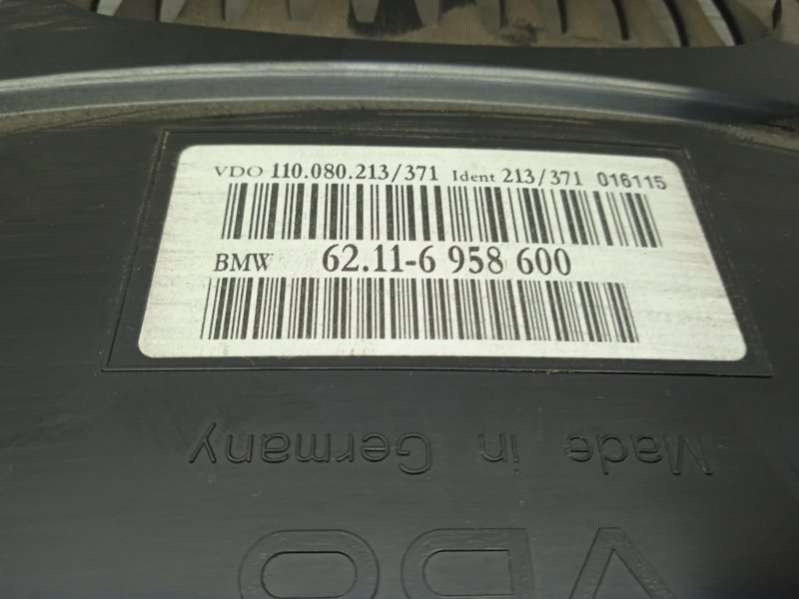 VDO 110.080.213/371 Ident 213/371 016115
BMW 62.11-6 958 600
Made in Germany
VDO